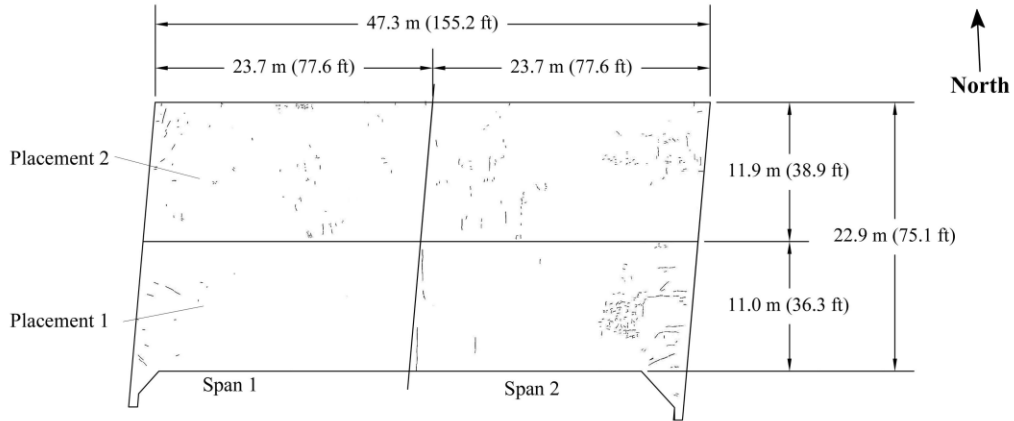 47.3 m (155.2 ft)
23.7 m (77.6 ft)
23.7 m (77.6 ft)
North
Placement 2
11.9 m (38.9 ft)
22.9 m (75.1 ft)
Placement 1
11.0 m (36.3 ft)
Span 1
Span 2